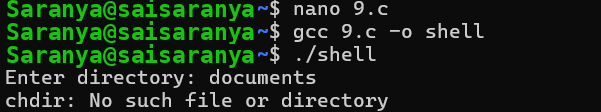 Saranya@saisaranya~$ nano 9.c
Saranya@saisaranya~$ gcc 9.c -o shell
Saranya@saisaranya~$ ./shell
Enter directory: documents
chdir: No such file or directory